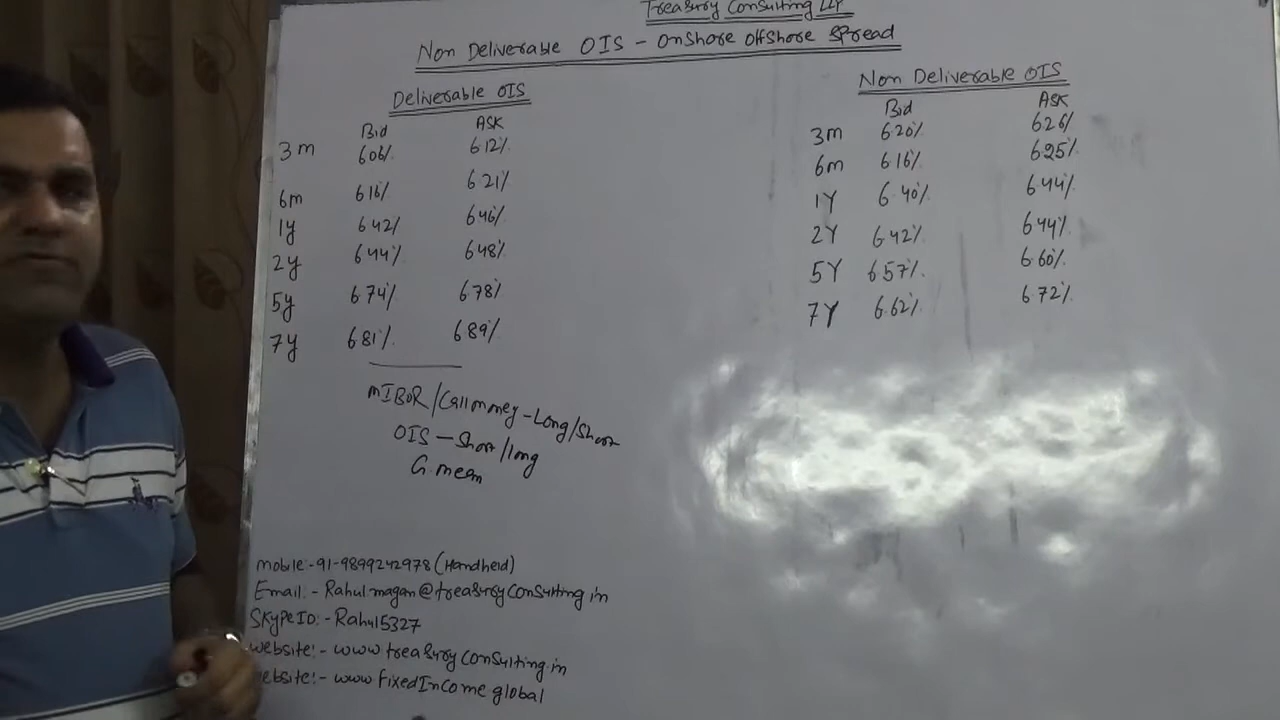 Treasury Consulting LLP
Non Deliverable OIS - Onshore Offshore Spread
Deliverable OIS
Bid ASK
3m 6.06% 6.12%
6m 6.16% 6.21%
1y 6.42% 6.46%
2y 6.44% 6.48%
5y 6.74% 6.78%
7y 6.81% 6.89%
MIBOR/Call money - Long/Short
OIS - Short/long
G mean
Non Deliverable OIS
Bid ASK
3m 6.20% 6.26%
6m 6.16% 6.25%
1Y 6.40% 6.44%
2Y 6.42% 6.44%
5Y 6.57% 6.60%
7Y 6.62% 6.72%
mobile:-91-9899242978 (Handheld)
Email:- Rahul.magan@treasuryconsulting.in
Skype ID:- Rahul5327
website:- www.treasuryconsulting.in
website:- www.FixedIncome.global